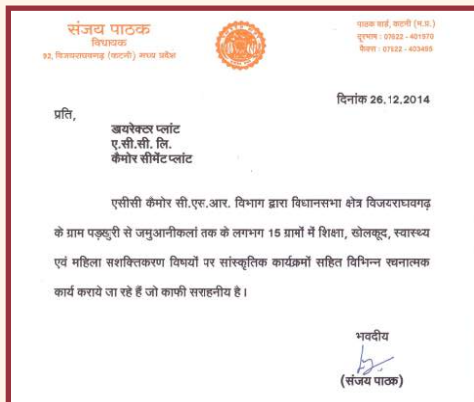 संजय पाठक
विधायक
92, विजयराघवगढ़ (कटनी) मध्य प्रदेश
पाठक वार्ड, कटनी (म.प्र.)
दूरभाष : 07622 - 401570
फैक्स : 07622 - 403455
दिनांक 26.12.2014
प्रति,
डायरेक्टर प्लांट
ए.सी.सी. लि.
कैमोर सीमेंट प्लांट
एसीसी कैमोर सी.एस.आर. विभाग द्वारा विधानसभा क्षेत्र विजयराघवगढ़
के ग्राम पड़खुरी से जमुआनीकलां तक के लगभग 15 ग्रामों में शिक्षा, खेलकूद, स्वास्थ्य
एवं महिला सशक्तिकरण विषयों पर सांस्कृतिक कार्यक्रमों सहित विभिन्न रचनात्मक
कार्य कराये जा रहे हैं जो काफी सराहनीय है।
भवदीय
(संजय पाठक)